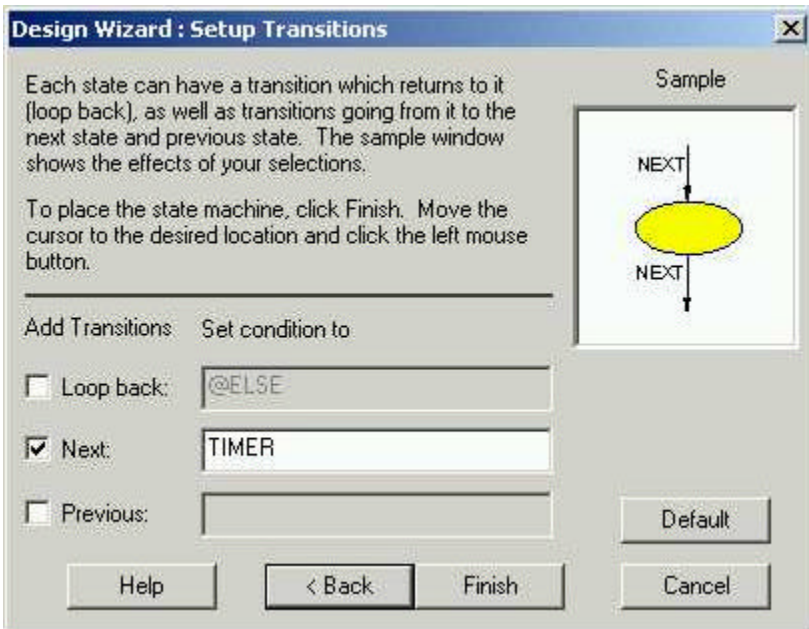 Design Wizard : Setup Transitions
Each state can have a transition which returns to it
(loop back), as well as transitions going from it to the
next state and previous state. The sample window
shows the effects of your selections.
To place the state machine, click Finish. Move the
cursor to the desired location and click the left mouse
button.
Sample
NEXT
NEXT
Add Transitions Set condition to
Loop back: @ELSE
Next: TIMER
Previous:
Default
Help < Back Finish Cancel